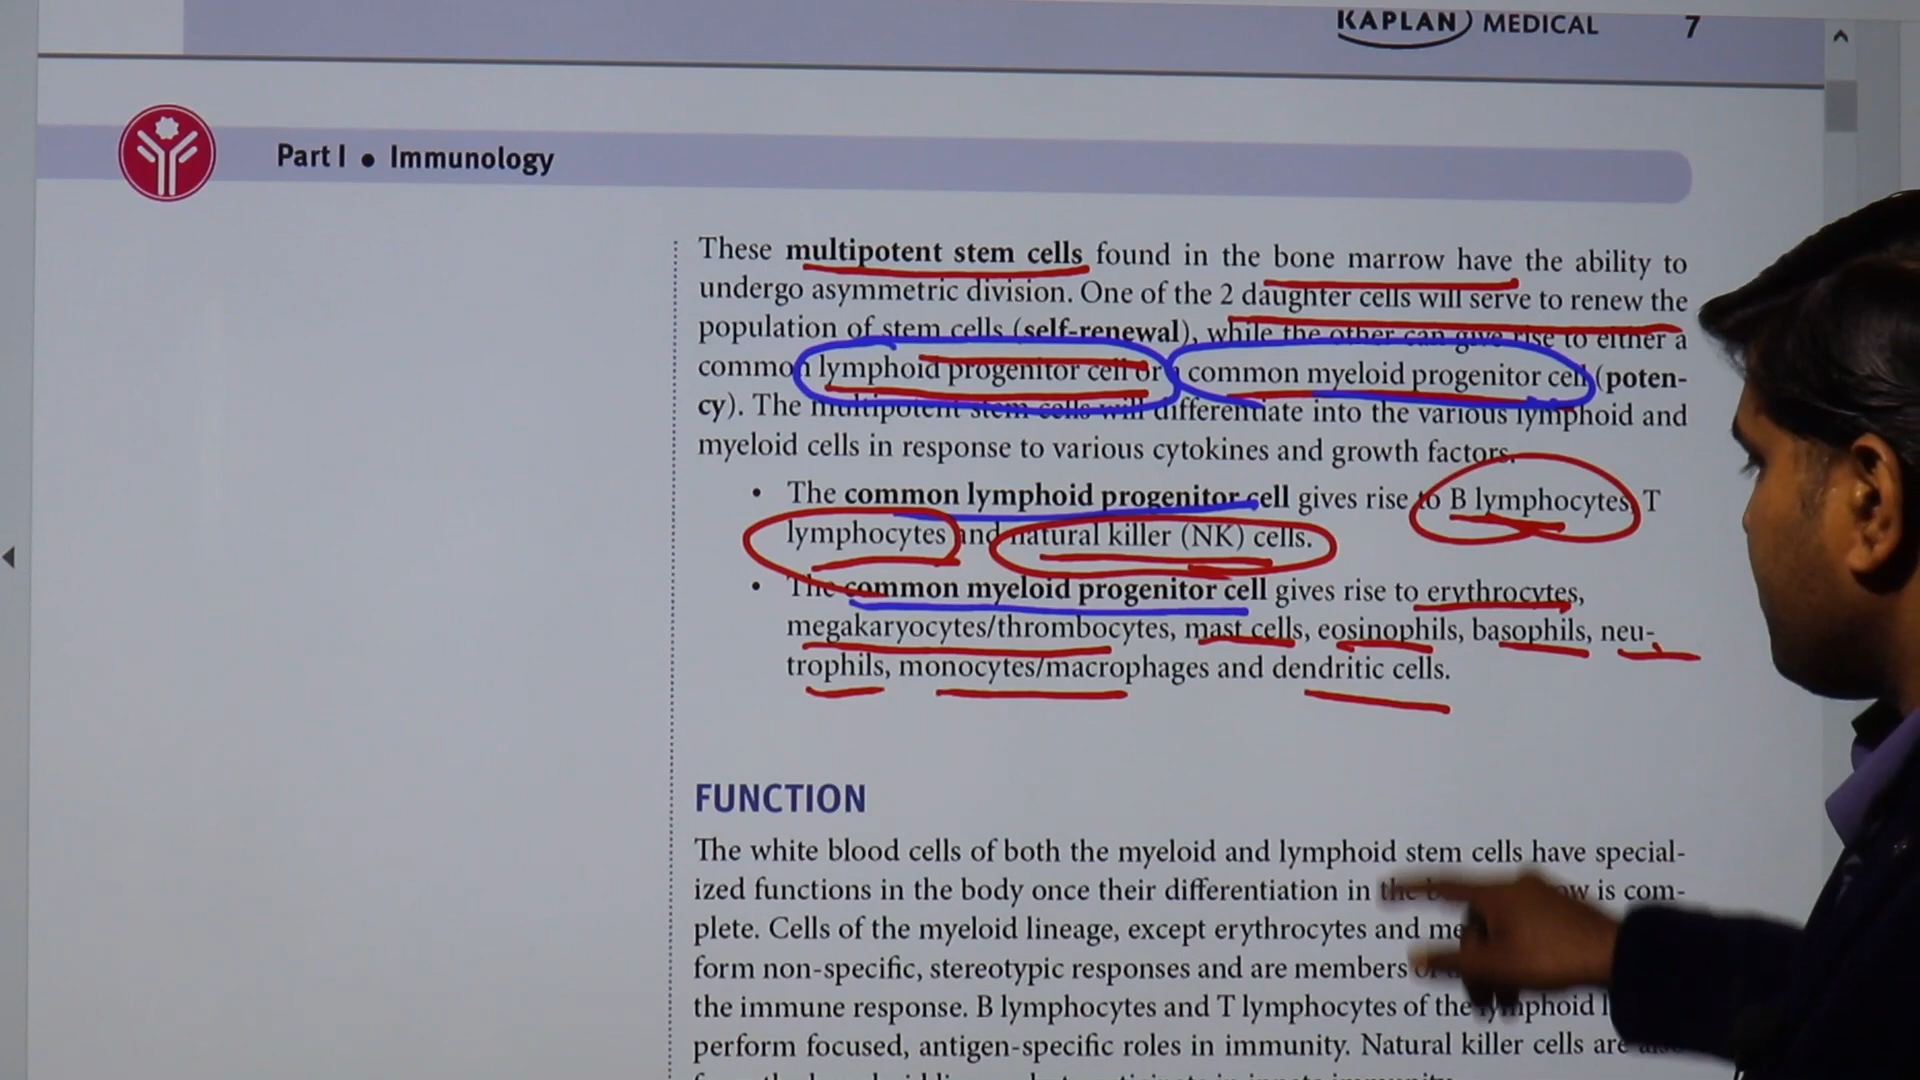 KAPLAN MEDICAL 7
Part I • Immunology
These multipotent stem cells found in the bone marrow have the ability to
undergo asymmetric division. One of the 2 daughter cells will serve to renew the
population of stem cells (self-renewal), while the other can give rise to either a
common lymphoid progenitor cell or a common myeloid progenitor cell (poten-
cy). The multipotent stem cells will differentiate into the various lymphoid and
myeloid cells in response to various cytokines and growth factors.
• The common lymphoid progenitor cell gives rise to B lymphocytes, T
lymphocytes and natural killer (NK) cells.
• The common myeloid progenitor cell gives rise to erythrocytes,
megakaryocytes/thrombocytes, mast cells, eosinophils, basophils, neu-
trophils, monocytes/macrophages and dendritic cells.
FUNCTION
The white blood cells of both the myeloid and lymphoid stem cells have special-
ized functions in the body once their differentiation in the is com-
plete. Cells of the myeloid lineage, except erythrocytes and
form non-specific, stereotypic responses and are members
the immune response. B lymphocytes and T lymphocytes of the lymphoid
perform focused, antigen-specific roles in immunity. Natural killer cells are